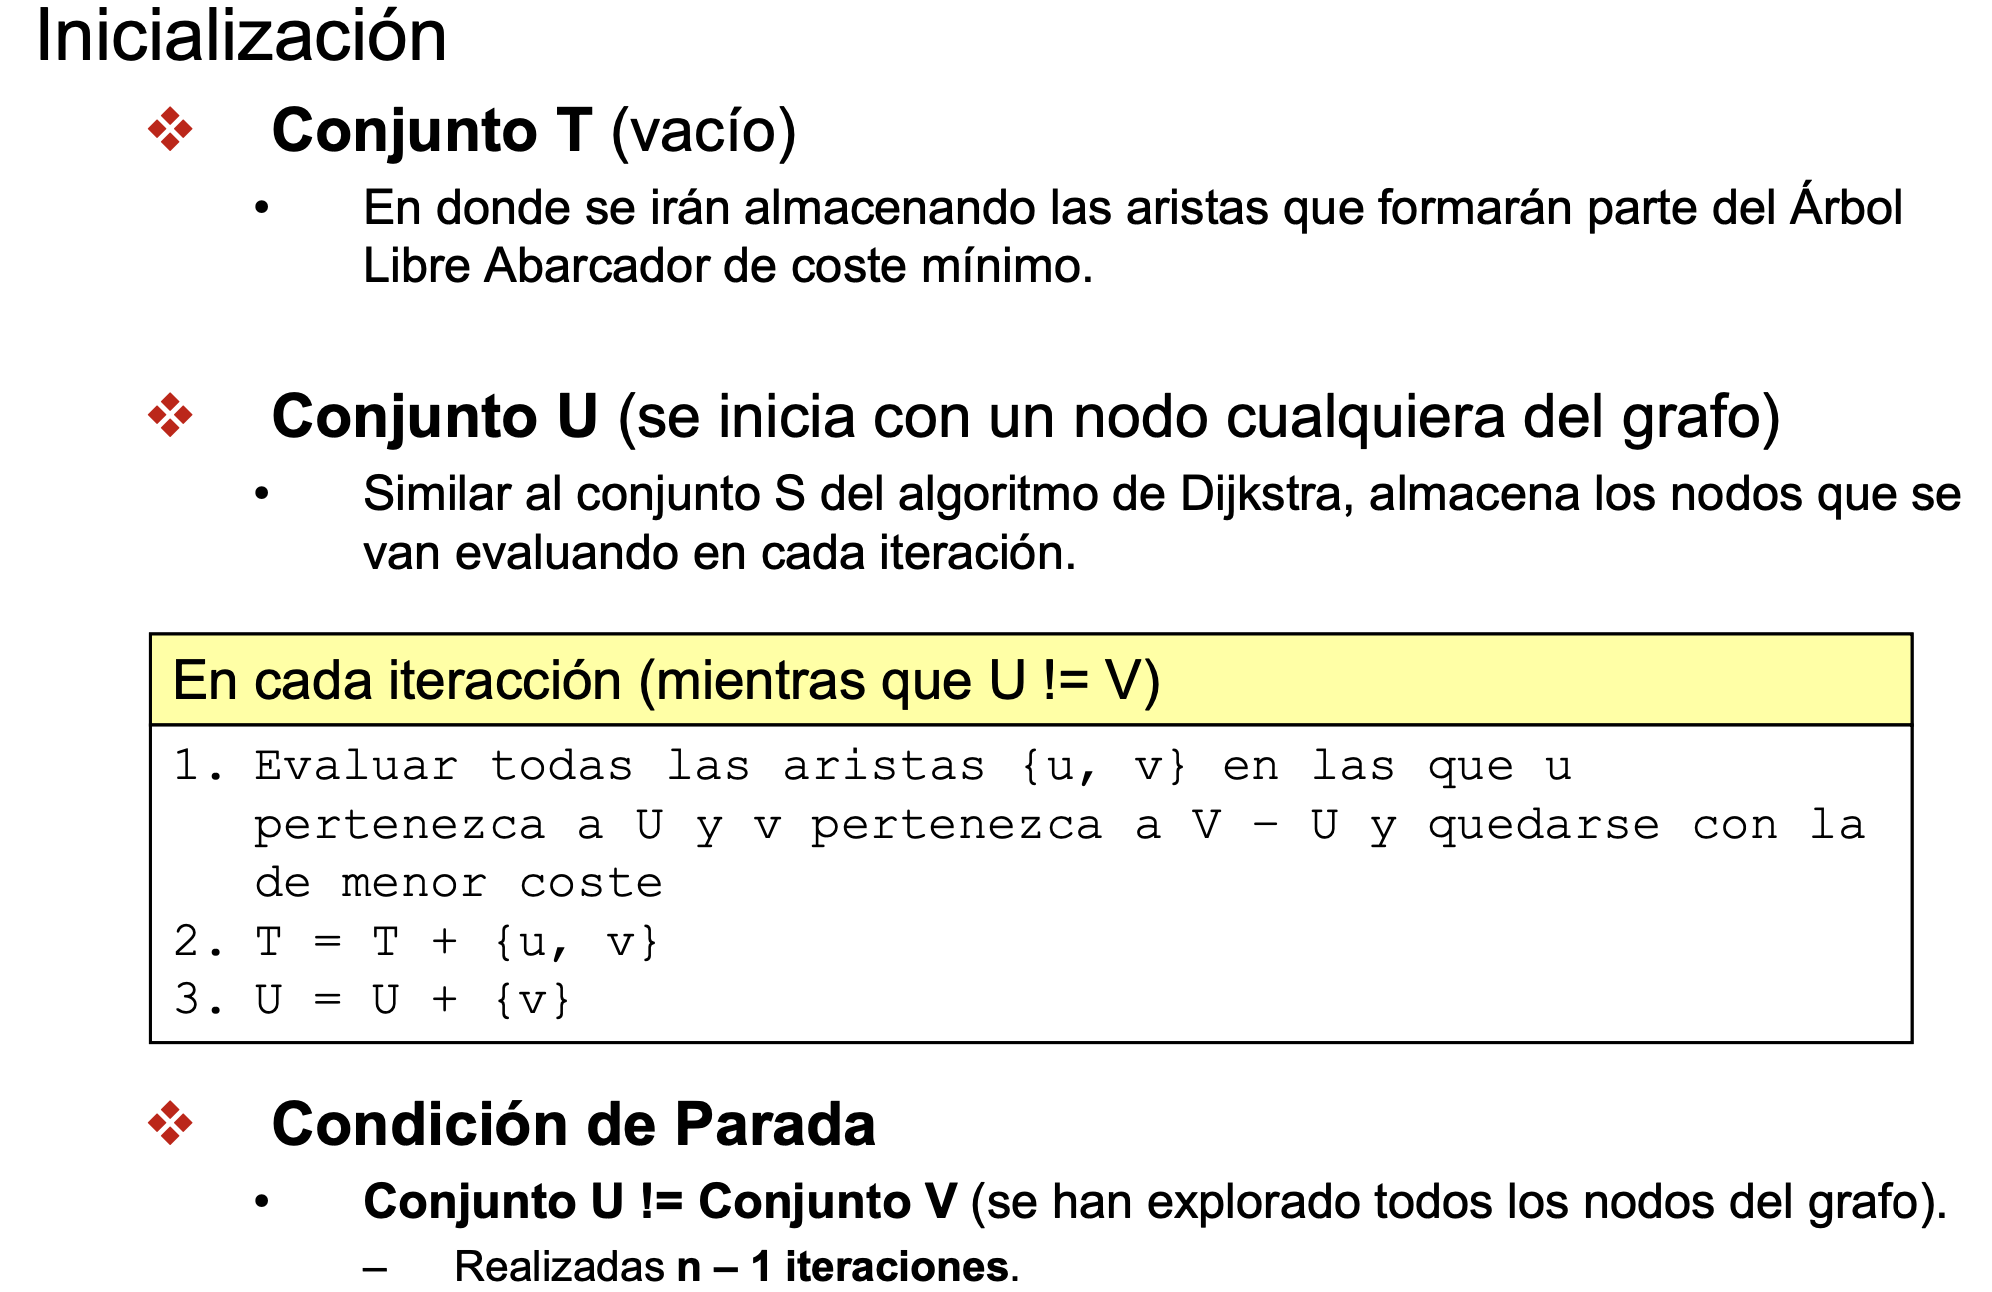 Inicialización
❖ Conjunto T (vacío)
• En donde se irán almacenando las aristas que formarán parte del Árbol
Libre Abarcador de coste mínimo.
❖ Conjunto U (se inicia con un nodo cualquiera del grafo)
• Similar al conjunto S del algoritmo de Dijkstra, almacena los nodos que se
van evaluando en cada iteración.
En cada iteracción (mientras que U != V)
1. Evaluar todas las aristas {u, v} en las que u
pertenezca a U y v pertenezca a V – U y quedarse con la
de menor coste
2. T = T + {u, v}
3. U = U + {v}
❖ Condición de Parada
• Conjunto U != Conjunto V (se han explorado todos los nodos del grafo).
– Realizadas n – 1 iteraciones.